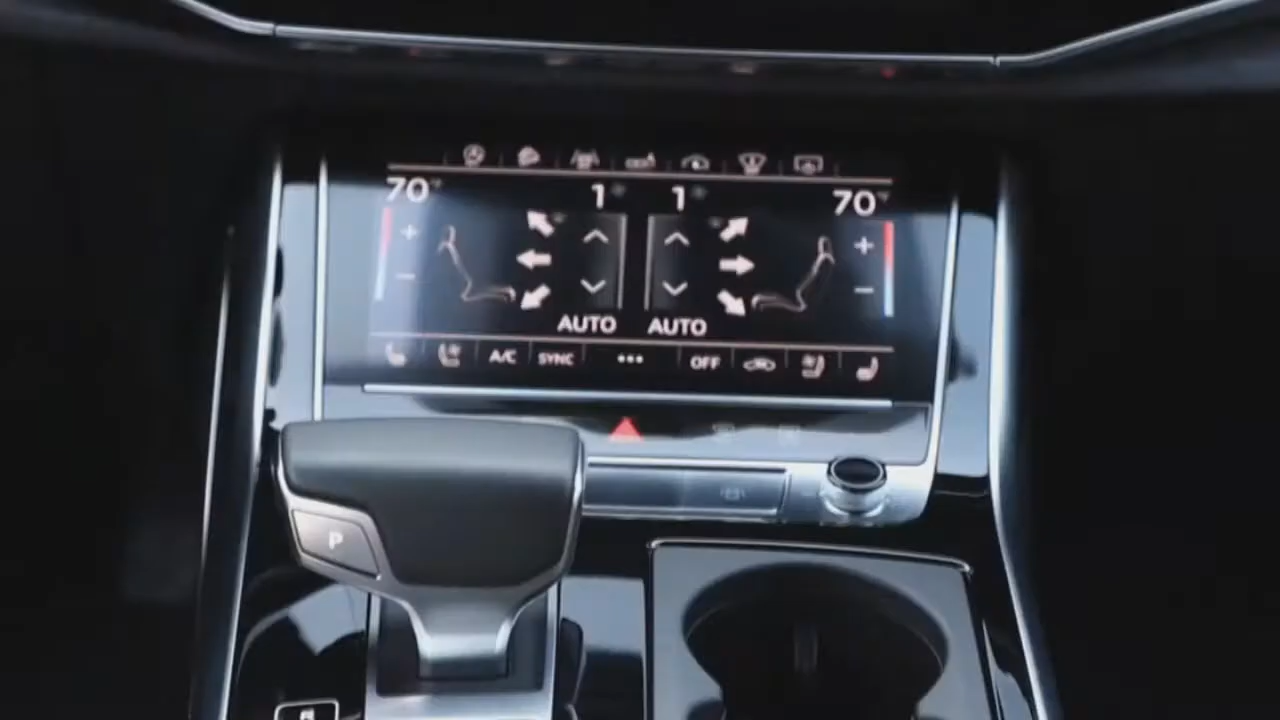 70° 1 1 70°
+ +
− −
AUTO AUTO
A/C SYNC ••• OFF
P